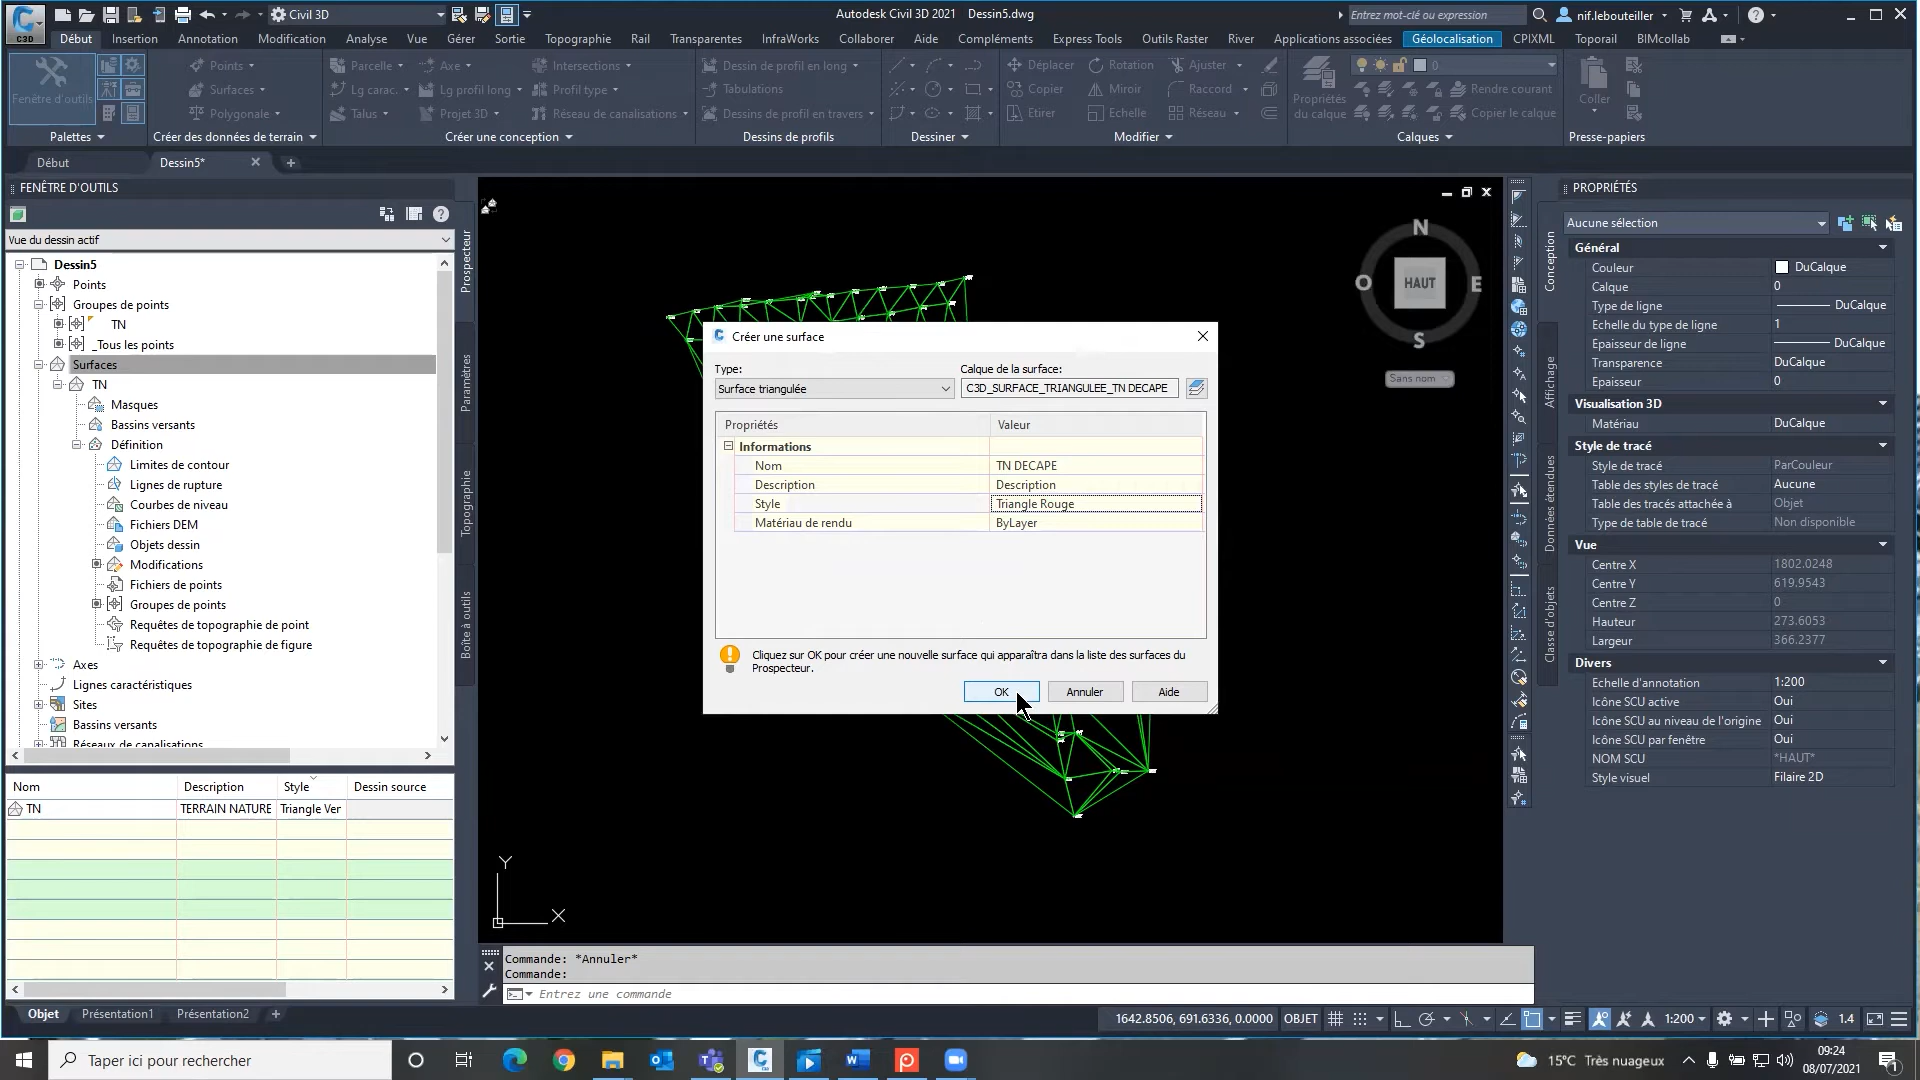 Civil 3D
Autodesk Civil 3D 2021
Dessin5.dwg
Entrez mot-clé ou expression
nif.lebouteiller
C3D
Début
Insertion
Annotation
Modification
Analyse
Vue
Gérer
Sortie
Topographie
Rail
Transparentes
InfraWorks
Collaborer
Aide
Compléments
Express Tools
Outils Raster
River
Applications associées
Géolocalisation
CPIXML
Toporail
BIMcollab
Points
Parcelle
Axe
Intersections
Dessin de profil en long
Déplacer
Rotation
Ajuster
0
Surfaces
Lg carac.
Lg profil long
Profil type
Tabulations
Copier
Miroir
Raccord
Rendre courant
Fenêtre d'outils
Propriétés
du calque
Coller
Polygonale
Talus
Projet 3D
Réseau de canalisations
Dessins de profil en travers
Etirer
Echelle
Réseau
Copier le calque
Palettes
Créer des données de terrain
Créer une conception
Dessins de profils
Dessiner
Modifier
Calques
Presse-papiers
Début
Dessin5*
FENÊTRE D'OUTILS
Vue du dessin actif
Dessin5
Points
Groupes de points
TN
_Tous les points
Surfaces
TN
Masques
Bassins versants
Définition
Limites de contour
Lignes de rupture
Courbes de niveau
Fichiers DEM
Objets dessin
Modifications
Fichiers de points
Groupes de points
Requêtes de topographie de point
Requêtes de topographie de figure
Axes
Lignes caractéristiques
Sites
Bassins versants
Réseaux de canalisations
Prospecteur
Paramètres
Topographie
Boîte à outils
Nom
Description
Style
Dessin source
TN
TERRAIN NATURE
Triangle Ver
N
O
HAUT
E
S
Sans nom
Créer une surface
Type:
Calque de la surface:
Surface triangulée
C3D_SURFACE_TRIANGULEE_TN DECAPE
Propriétés
Valeur
Informations
Nom
TN DECAPE
Description
Description
Style
Triangle Rouge
Matériau de rendu
ByLayer
Cliquez sur OK pour créer une nouvelle surface qui apparaîtra dans la liste des surfaces du
Prospecteur.
OK
Annuler
Aide
Y
X
Commande: *Annuler*
Commande:
Entrez une commande
PROPRIÉTÉS
Aucune sélection
Conception
Affichage
Données étendues
Classe d'objets
Général
Couleur
DuCalque
Calque
0
Type de ligne
DuCalque
Echelle du type de ligne
1
Epaisseur de ligne
DuCalque
Transparence
DuCalque
Epaisseur
0
Visualisation 3D
Matériau
DuCalque
Style de tracé
Style de tracé
ParCouleur
Table des styles de tracé
Aucune
Table des tracés attachée à
Objet
Type de table de tracé
Non disponible
Vue
Centre X
1802.0248
Centre Y
619.9543
Centre Z
0
Hauteur
273.6053
Largeur
366.2377
Divers
Echelle d'annotation
1:200
Icône SCU active
Oui
Icône SCU au niveau de l'origine
Oui
Icône SCU par fenêtre
Oui
NOM SCU
*HAUT*
Style visuel
Filaire 2D
Objet
Présentation1
Présentation2
1642.8506, 691.6336, 0.0000
OBJET
1:200
1.4
Taper ici pour rechercher
15°C Très nuageux
09:24
08/07/2021
1